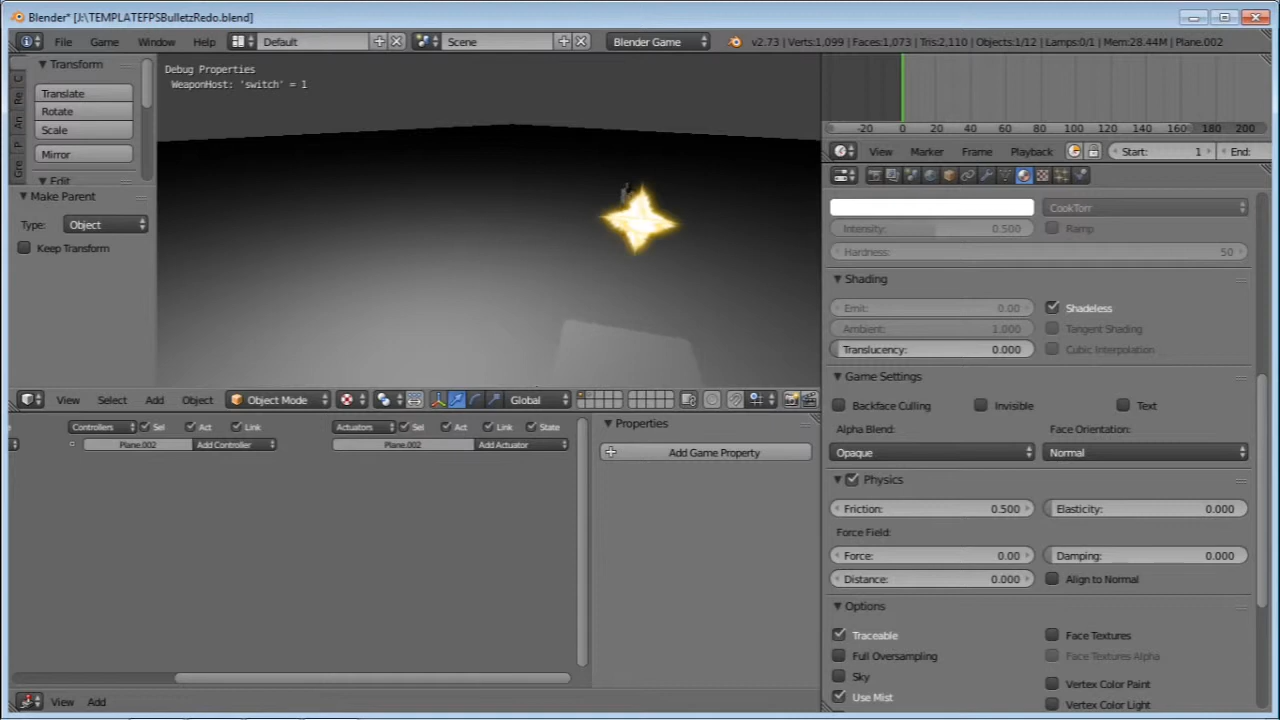 Blender* [J:\TEMPLATEFPSBulletzRedo.blend]
File Game Window Help Default Scene Blender Game v2.73 | Verts:1,099 | Faces:1,073 | Tris:2,110 | Objects:1/12 | Lamps:0/1 | Mem:28.44M | Plane.002
Transform
Translate
Rotate
Scale
Mirror
Edit
Make Parent
Type: Object
Keep Transform
C
Re
An
P
Gre
Debug Properties
WeaponHost: 'switch' = 1
View Select Add Object Object Mode Global
Controllers Sel Act Link Actuators Sel Act Link State
Plane.002 Add Controller Plane.002 Add Actuator
Properties
Add Game Property
View Add
-20 0 20 40 60 80 100 120 140 160 180 200
View Marker Frame Playback Start: 1 End:
CookTorr
Intensity: 0.500 Ramp
Hardness: 50
Shading
Emit: 0.00 Shadeless
Ambient: 1.000 Tangent Shading
Translucency: 0.000 Cubic Interpolation
Game Settings
Backface Culling Invisible Text
Alpha Blend: Face Orientation:
Opaque Normal
Physics
Friction: 0.500 Elasticity: 0.000
Force Field:
Force: 0.00 Damping: 0.000
Distance: 0.000 Align to Normal
Options
Traceable Face Textures
Full Oversampling Face Textures Alpha
Sky Vertex Color Paint
Use Mist Vertex Color Light